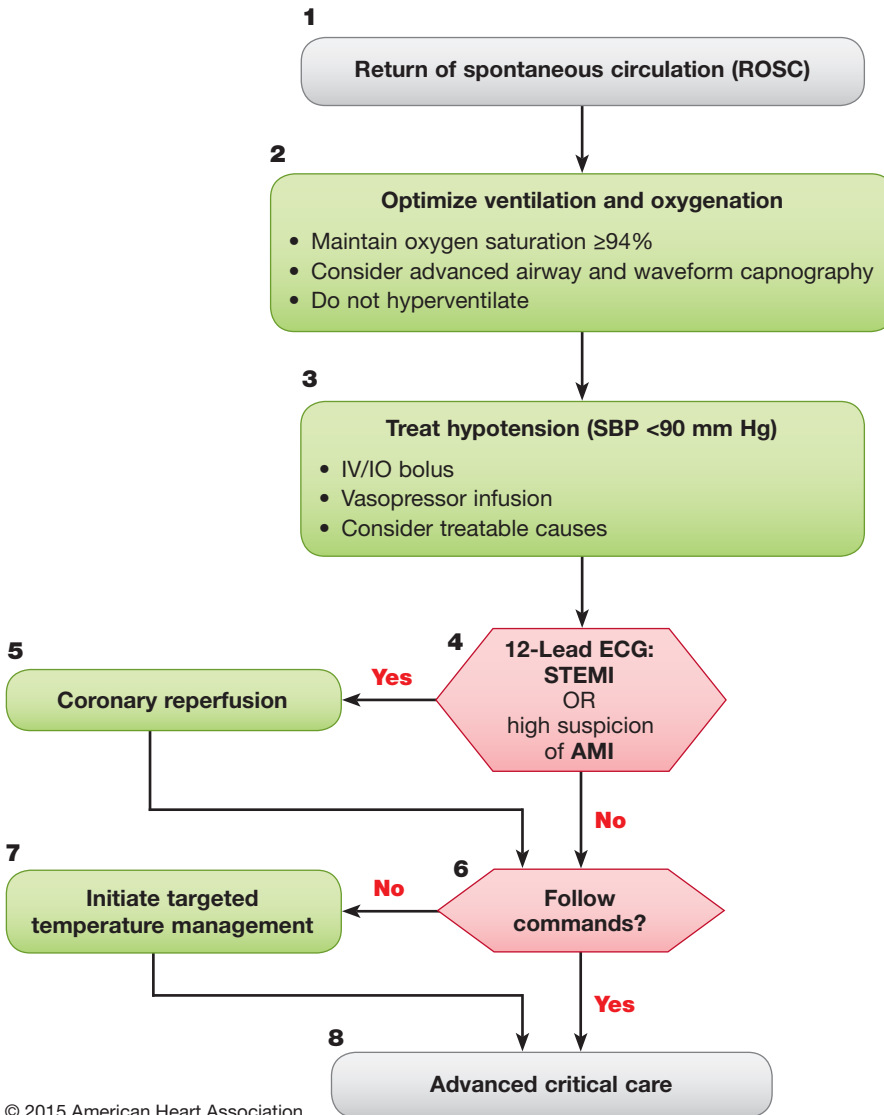 1
Return of spontaneous circulation (ROSC)
2
Optimize ventilation and oxygenation
• Maintain oxygen saturation ≥94%
• Consider advanced airway and waveform capnography
• Do not hyperventilate
3
Treat hypotension (SBP <90 mm Hg)
• IV/IO bolus
• Vasopressor infusion
• Consider treatable causes
4
12-Lead ECG:
STEMI
OR
high suspicion
of AMI
Yes
5
Coronary reperfusion
No
6
Follow
commands?
No
7
Initiate targeted
temperature management
Yes
8
Advanced critical care
© 2015 American Heart Association